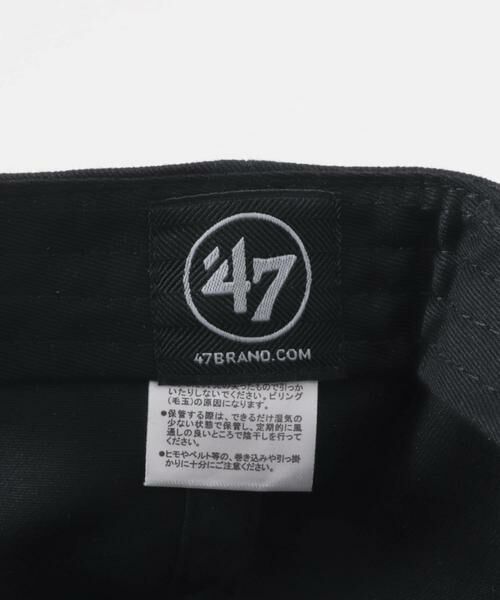 '47
47BRAND.COM
いたりしないでください。ピリング
(毛玉)の原因になります。
●保管する際は、できるだけ湿気の
少ない状態で保管し、定期的に風
通しの良いところで陰干しを行って
ください。
●ヒモやベルト等の、巻き込みや引っ掛
かりに十分にご注意ください。